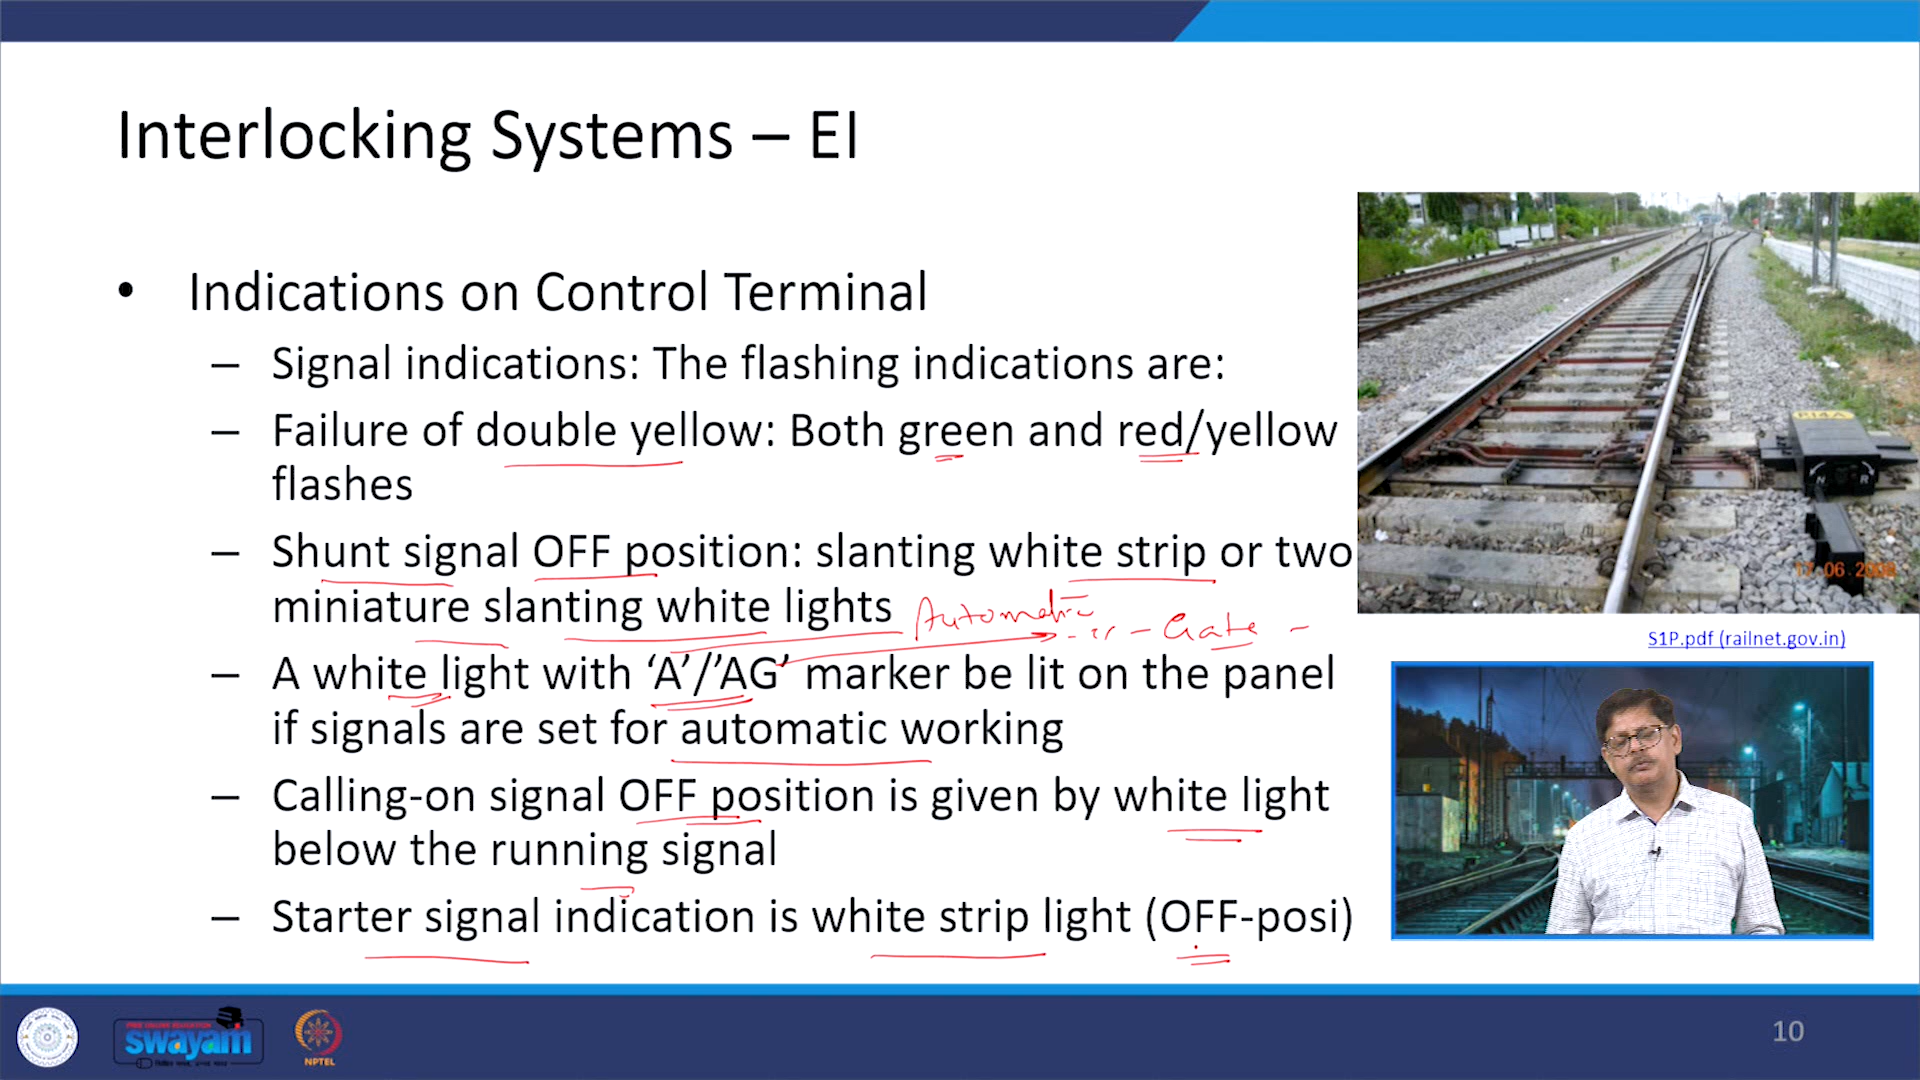 Interlocking Systems – EI
• Indications on Control Terminal
– Signal indications: The flashing indications are:
– Failure of double yellow: Both green and red/yellow
flashes
– Shunt signal OFF position: slanting white strip or two
miniature slanting white lights
Automatic
Gate
– A white light with ‘A’/’AG’ marker be lit on the panel
if signals are set for automatic working
– Calling-on signal OFF position is given by white light
below the running signal
– Starter signal indication is white strip light (OFF-posi)
N R
17 06
S1P.pdf (railnet.gov.in)
swayam
NPTEL
10